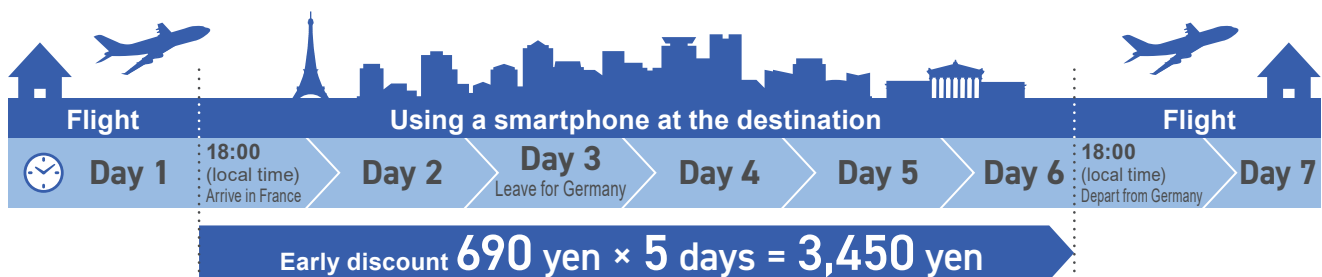 Flight
Using a smartphone at the destination
Flight
Day 1
18:00
(local time)
Arrive in France
Day 2
Day 3
Leave for Germany
Day 4
Day 5
Day 6
18:00
(local time)
Depart from Germany
Day 7
Early discount 690 yen × 5 days = 3,450 yen